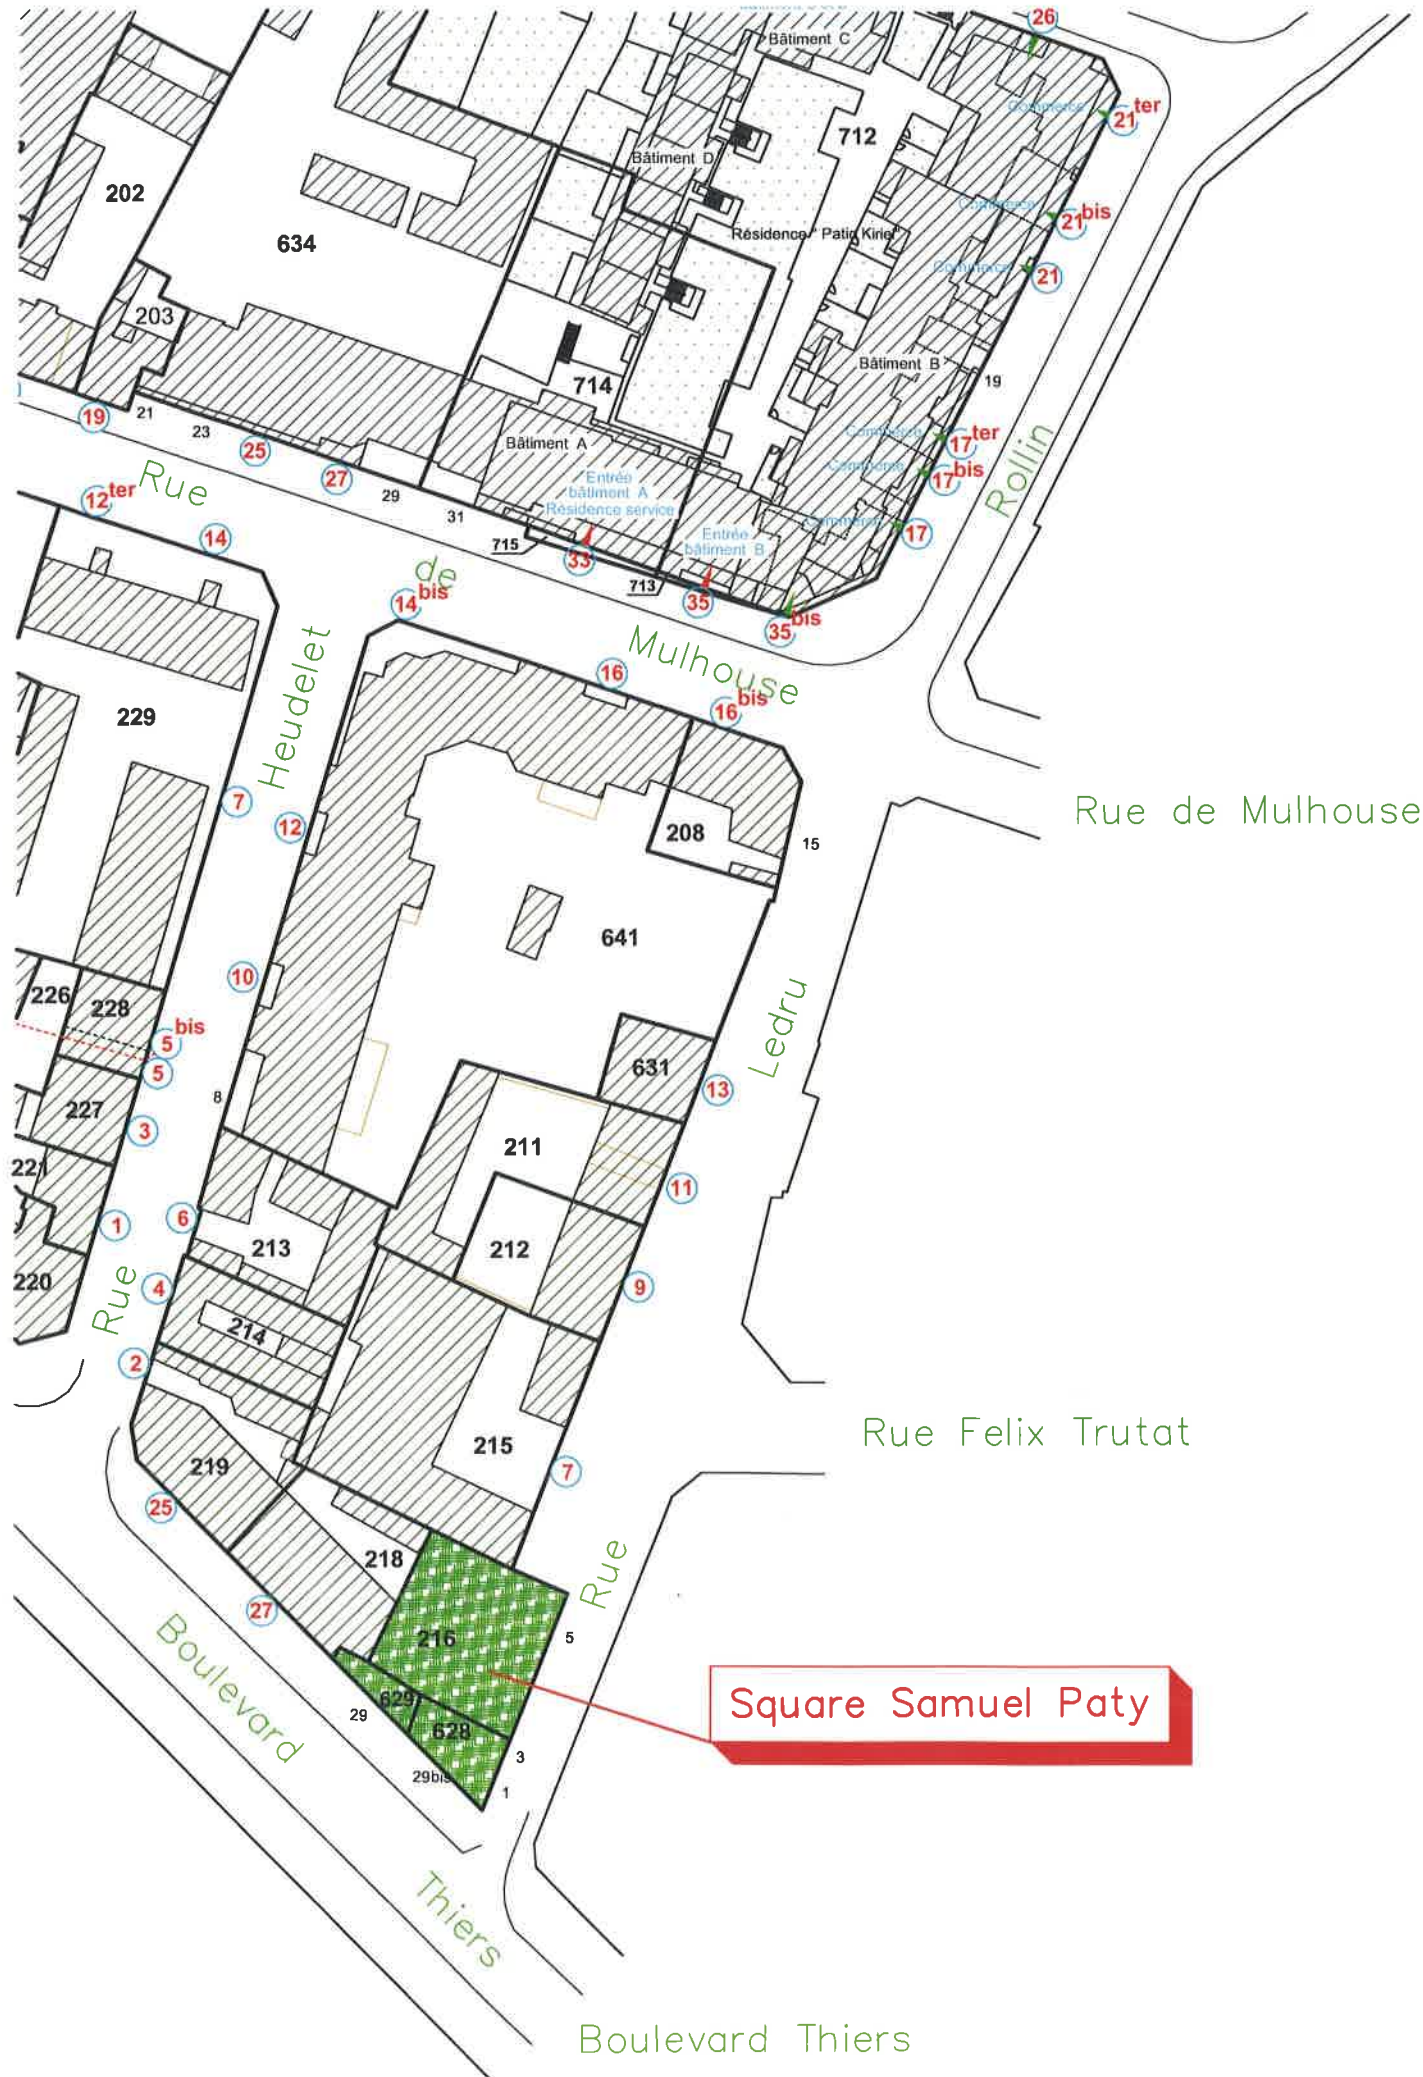 26
Bâtiment C
Commerce
21 ter
712
Bâtiment D
202
Commerce
21 bis
Résidence " Patio Kiriel"
634
Commerce
21
203
Bâtiment B
714
19
19
21
23
25
27
29
31
Bâtiment A
Commerce
17 ter
Commerce
17 bis
Entrée
bâtiment A
Résidence service
Commerce
17
Entrée
bâtiment B
Rollin
Rue
de
Mulhouse
715
33
713
35
35 bis
12 ter
14
14 bis
16
16 bis
Heudelet
229
7
12
208
15
Rue de Mulhouse
641
10
226
228
5 bis
5
Ledru
631
13
8
227
3
211
11
221
1
6
213
212
9
220
Rue
4
214
2
215
7
Rue Felix Trutat
219
25
218
Rue
27
216
5
Boulevard
629
628
29
29bis
3
1
Square Samuel Paty
Thiers
Boulevard Thiers